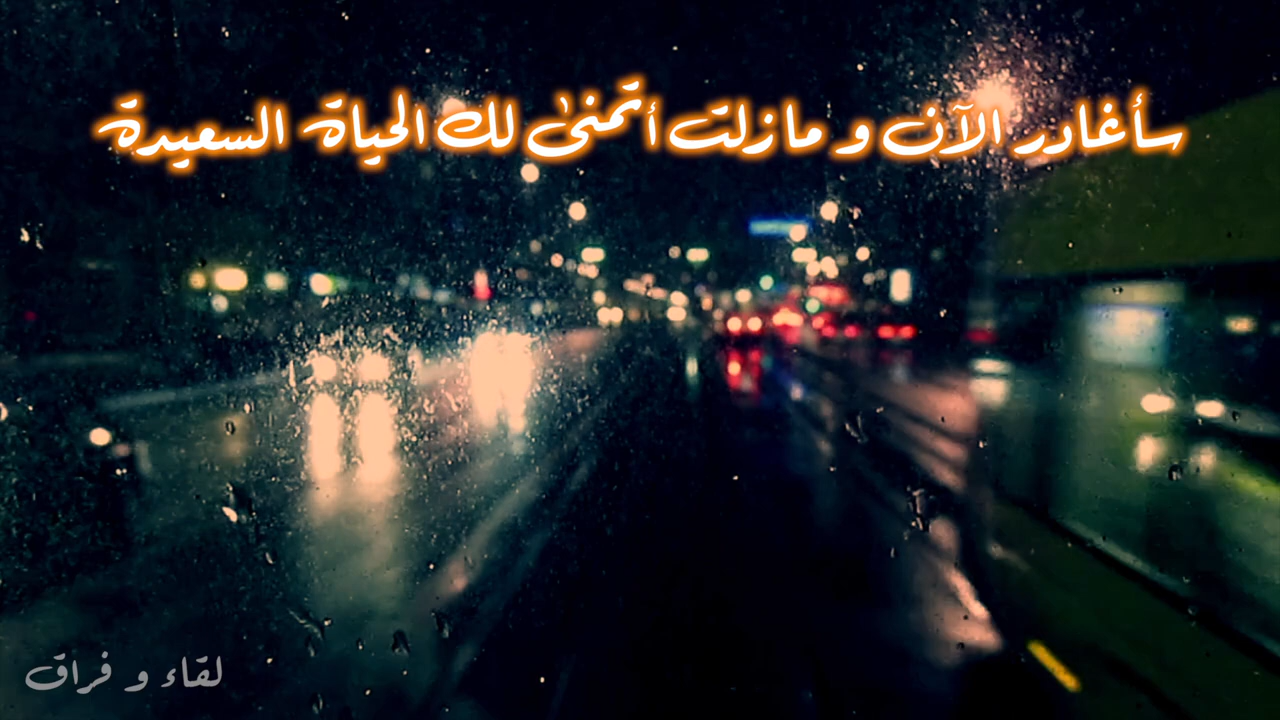 سأغادر الآن و مازلت أتمنىٰ لك الحياة السعيدة
لقاء و فراق